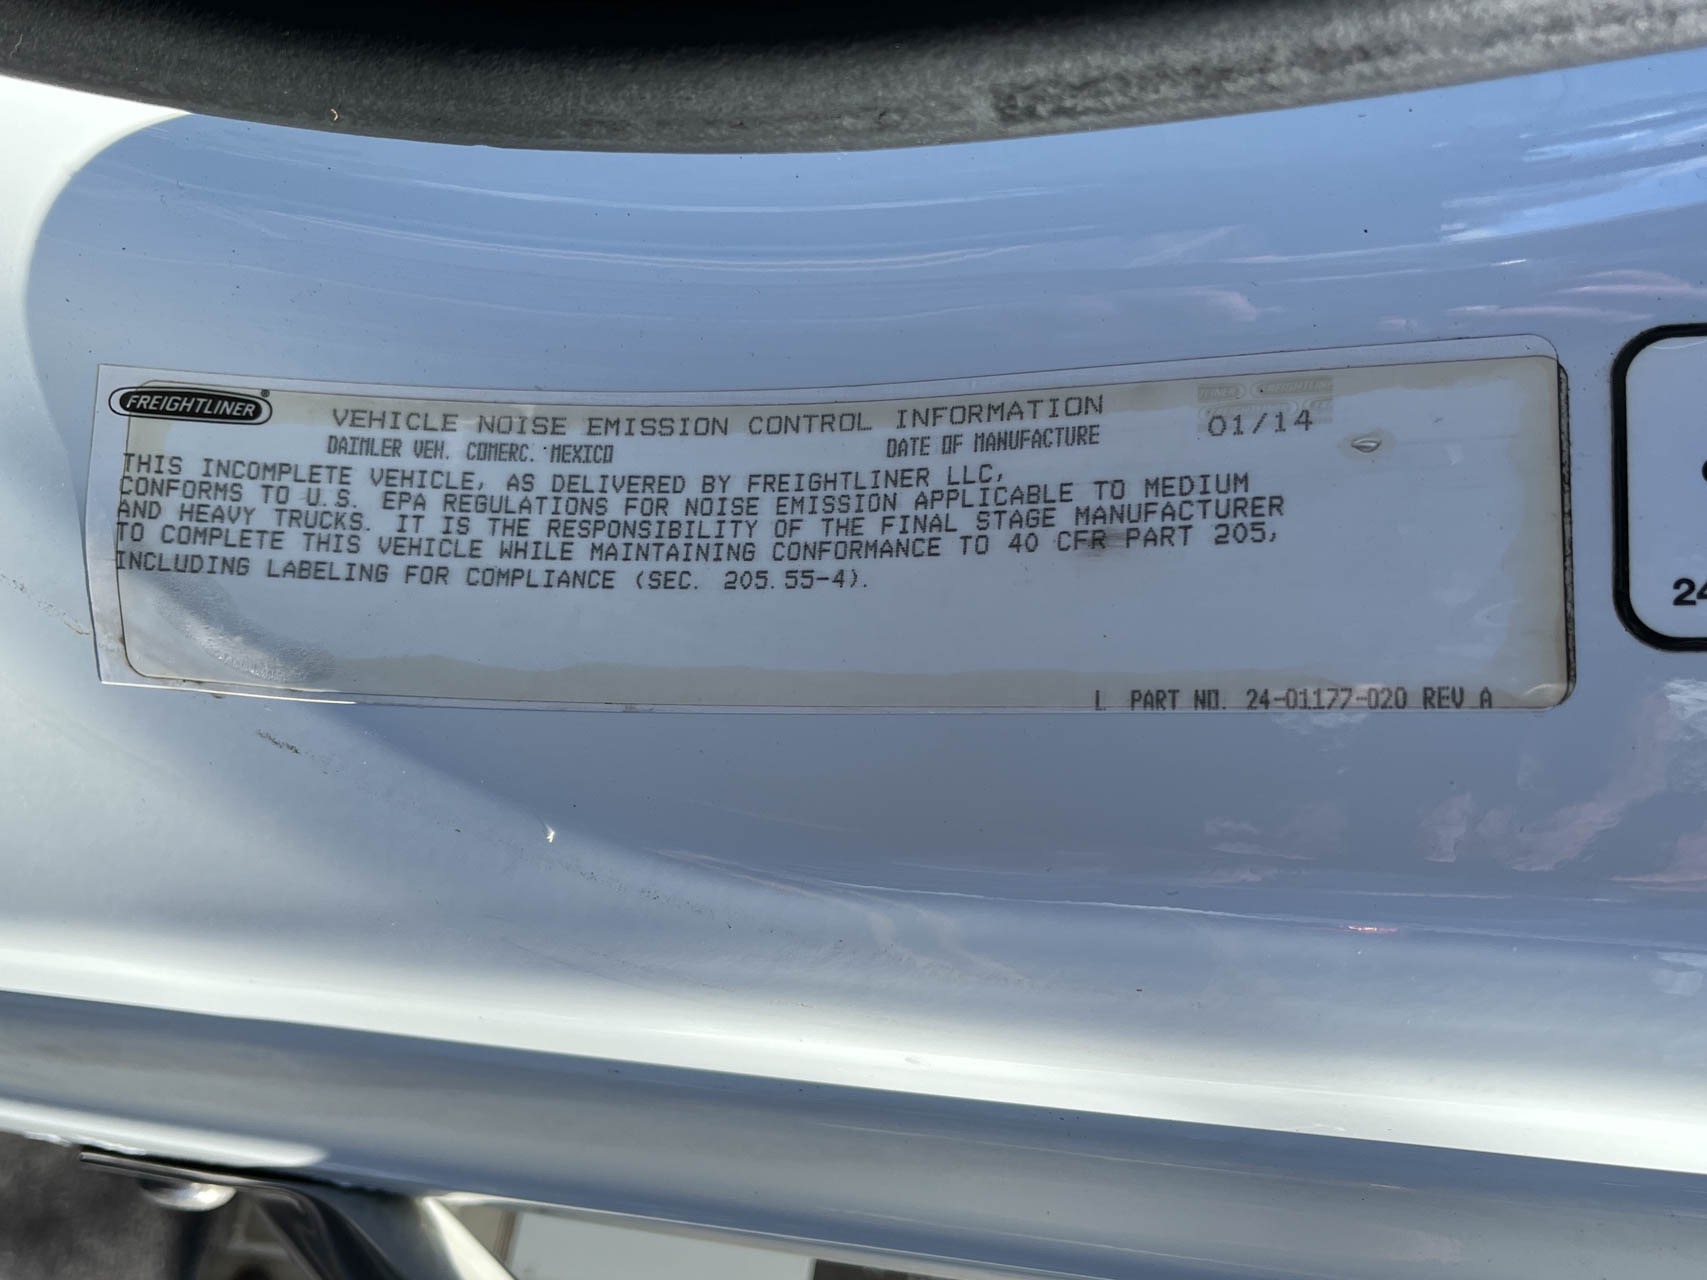 FREIGHTLINER®
VEHICLE NOISE EMISSION CONTROL INFORMATION
DAIMLER VEH. COMERC. MEXICO DATE OF MANUFACTURE 01/14
THIS INCOMPLETE VEHICLE, AS DELIVERED BY FREIGHTLINER LLC,
CONFORMS TO U.S. EPA REGULATIONS FOR NOISE EMISSION APPLICABLE TO MEDIUM
AND HEAVY TRUCKS. IT IS THE RESPONSIBILITY OF THE FINAL STAGE MANUFACTURER
TO COMPLETE THIS VEHICLE WHILE MAINTAINING CONFORMANCE TO 40 CFR PART 205,
INCLUDING LABELING FOR COMPLIANCE (SEC. 205.55-4).
L PART NO. 24-01177-020 REV A
24